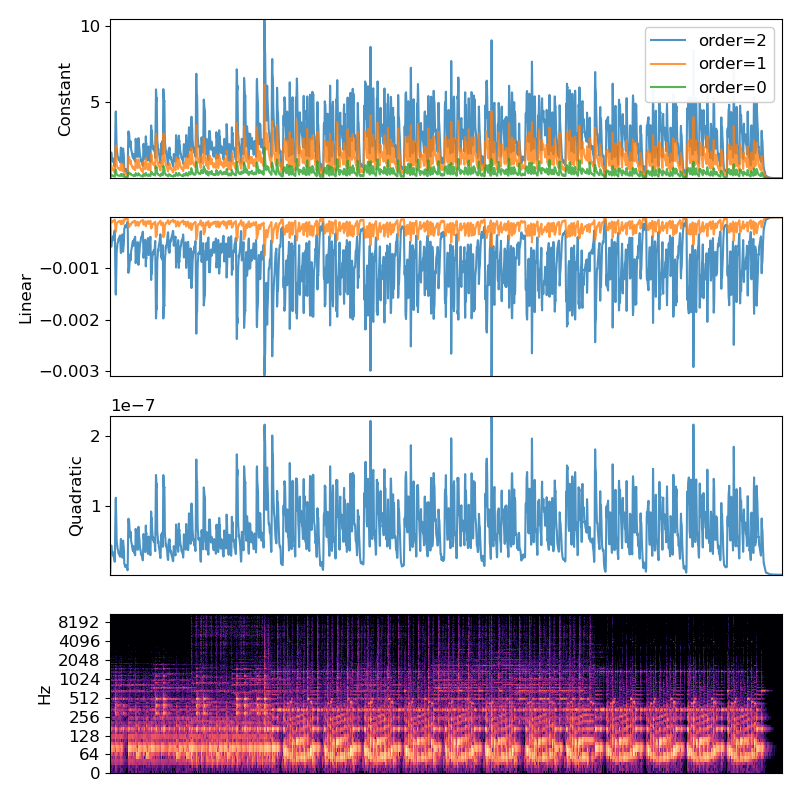 10
5
Constant
order=2
order=1
order=0
−0.001
−0.002
−0.003
Linear
1e−7
2
1
Quadratic
8192
4096
2048
1024
512
256
128
64
0
Hz